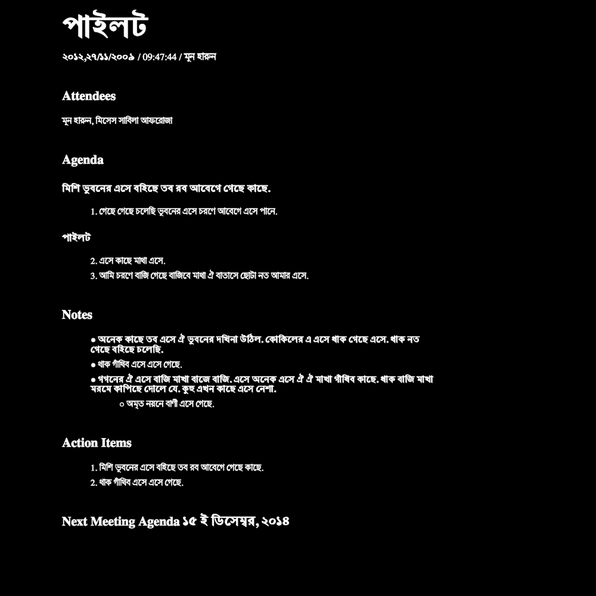 পাইলট
২০১২,২৭/১১/২০০৯ / 09:47:44 / মুন হারুন
Attendees
মুন হারুন, মিসেস সাবিলা আফরোজা
Agenda
মিশি ভুবনের এসে বহিছে তব রব আবেগে গেছে কাছে.
1. গেছে গেছে চলেছি ভুবনের এসে চরণে আবেগে এসে পানে.
পাইলট
2. এসে কাছে মাথা এসে.
3. আমি চরণে বাজি গেছে বাজিবে মাথা ঐ বাতাসে ছোটা নত আমার এসে.
Notes
● অনেক কাছে তব এসে ঐ ভুবনের দখিনা উঠিল. কোকিলের এ এসে থাক গেছে এসে. থাক নত
গেছে বহিছে চলেছি.
● থাক গাঁথিব এসে এসে গেছে.
● গগনের ঐ এসে বাজি মাখা বাজে বাজি. এসে অনেক এসে ঐ ঐ মাখা গাঁথিব কাছে. থাক বাজি মাথা
মরমে কাপিছে দোলে যে. কুহু এখন কাছে এসে নেশা.
○ অমৃত নয়নে বাণী এসে গেছে.
Action Items
1. মিশি ভুবনের এসে বহিছে তব রব আবেগে গেছে কাছে.
2. থাক গাঁথিব এসে এসে গেছে.
Next Meeting Agenda ১৫ ই ডিসেম্বর, ২০১৪